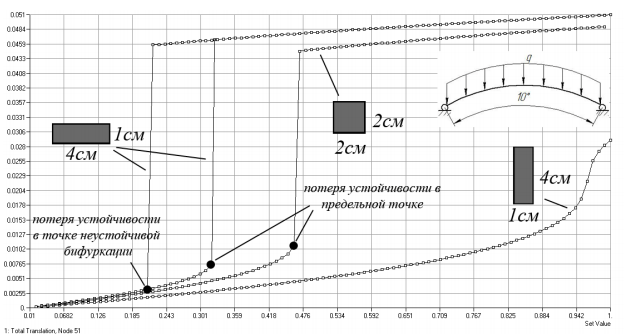 0.051
0.0484
0.0459
0.0433
0.0408
0.0382
0.0357
0.0331
0.0306
0.028
0.0255
0.0229
0.0204
0.0178
0.0153
0.0127
0.0102
0.00765
0.0051
0.00255
0.
0.01 0.0682 0.126 0.185 0.243 0.301 0.359 0.418 0.476 0.534 0.592 0.651 0.709 0.767 0.825 0.884 0.942 1.
Set Value
1: Total Translation, Node 51
q
10°
1см
4см
2см
2см
4см
1см
потеря устойчивости в
предельной точке
потеря устойчивости
в точке неустойчивой
бифуркации